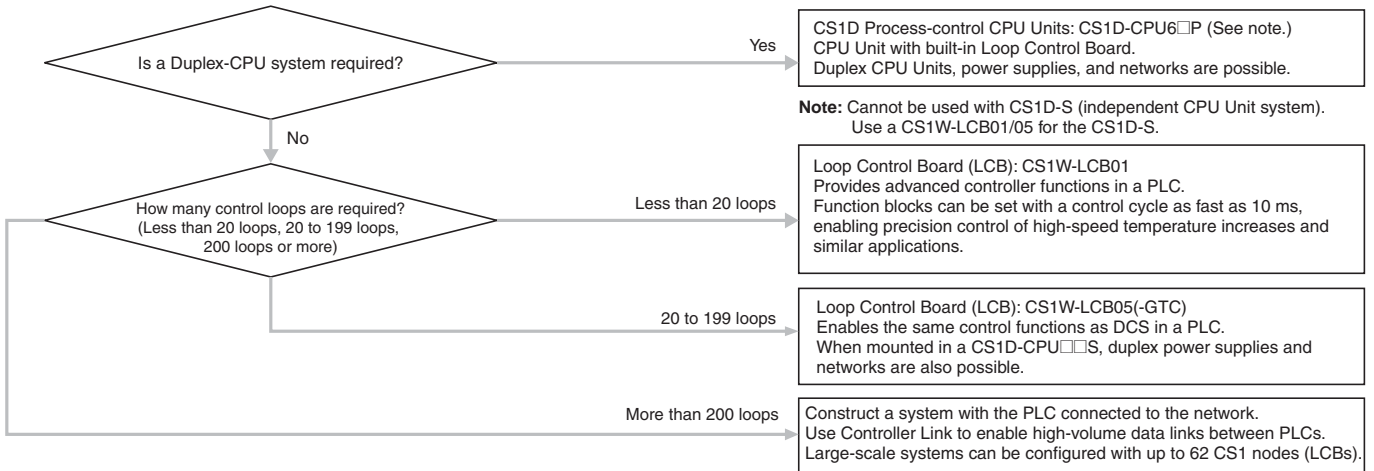 Is a Duplex-CPU system required?
Yes
CS1D Process-control CPU Units: CS1D-CPU6□P (See note.)
CPU Unit with built-in Loop Control Board.
Duplex CPU Units, power supplies, and networks are possible.
Note: Cannot be used with CS1D-S (independent CPU Unit system).
Use a CS1W-LCB01/05 for the CS1D-S.
No
How many control loops are required?
(Less than 20 loops, 20 to 199 loops,
200 loops or more)
Less than 20 loops
Loop Control Board (LCB): CS1W-LCB01
Provides advanced controller functions in a PLC.
Function blocks can be set with a control cycle as fast as 10 ms,
enabling precision control of high-speed temperature increases and
similar applications.
20 to 199 loops
Loop Control Board (LCB): CS1W-LCB05(-GTC)
Enables the same control functions as DCS in a PLC.
When mounted in a CS1D-CPU□□S, duplex power supplies and
networks are also possible.
More than 200 loops
Construct a system with the PLC connected to the network.
Use Controller Link to enable high-volume data links between PLCs.
Large-scale systems can be configured with up to 62 CS1 nodes (LCBs).